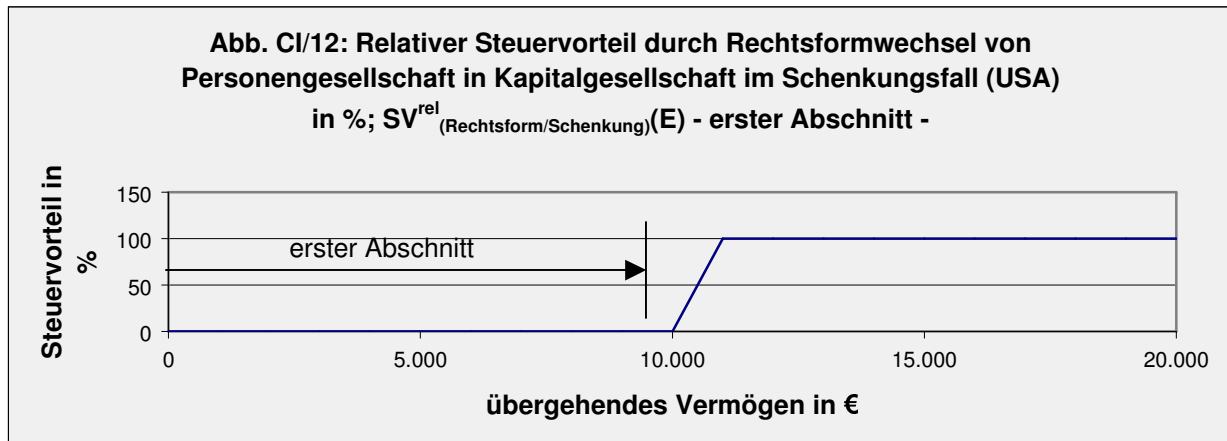 Abb. CI/12: Relativer Steuervorteil durch Rechtsformwechsel von
Personengesellschaft in Kapitalgesellschaft im Schenkungsfall (USA)
in %; SVrel(Rechtsform/Schenkung)(E) - erster Abschnitt -
Steuervorteil in
%
150
100
50
0
erster Abschnitt
0 5.000 10.000 15.000 20.000
übergehendes Vermögen in €